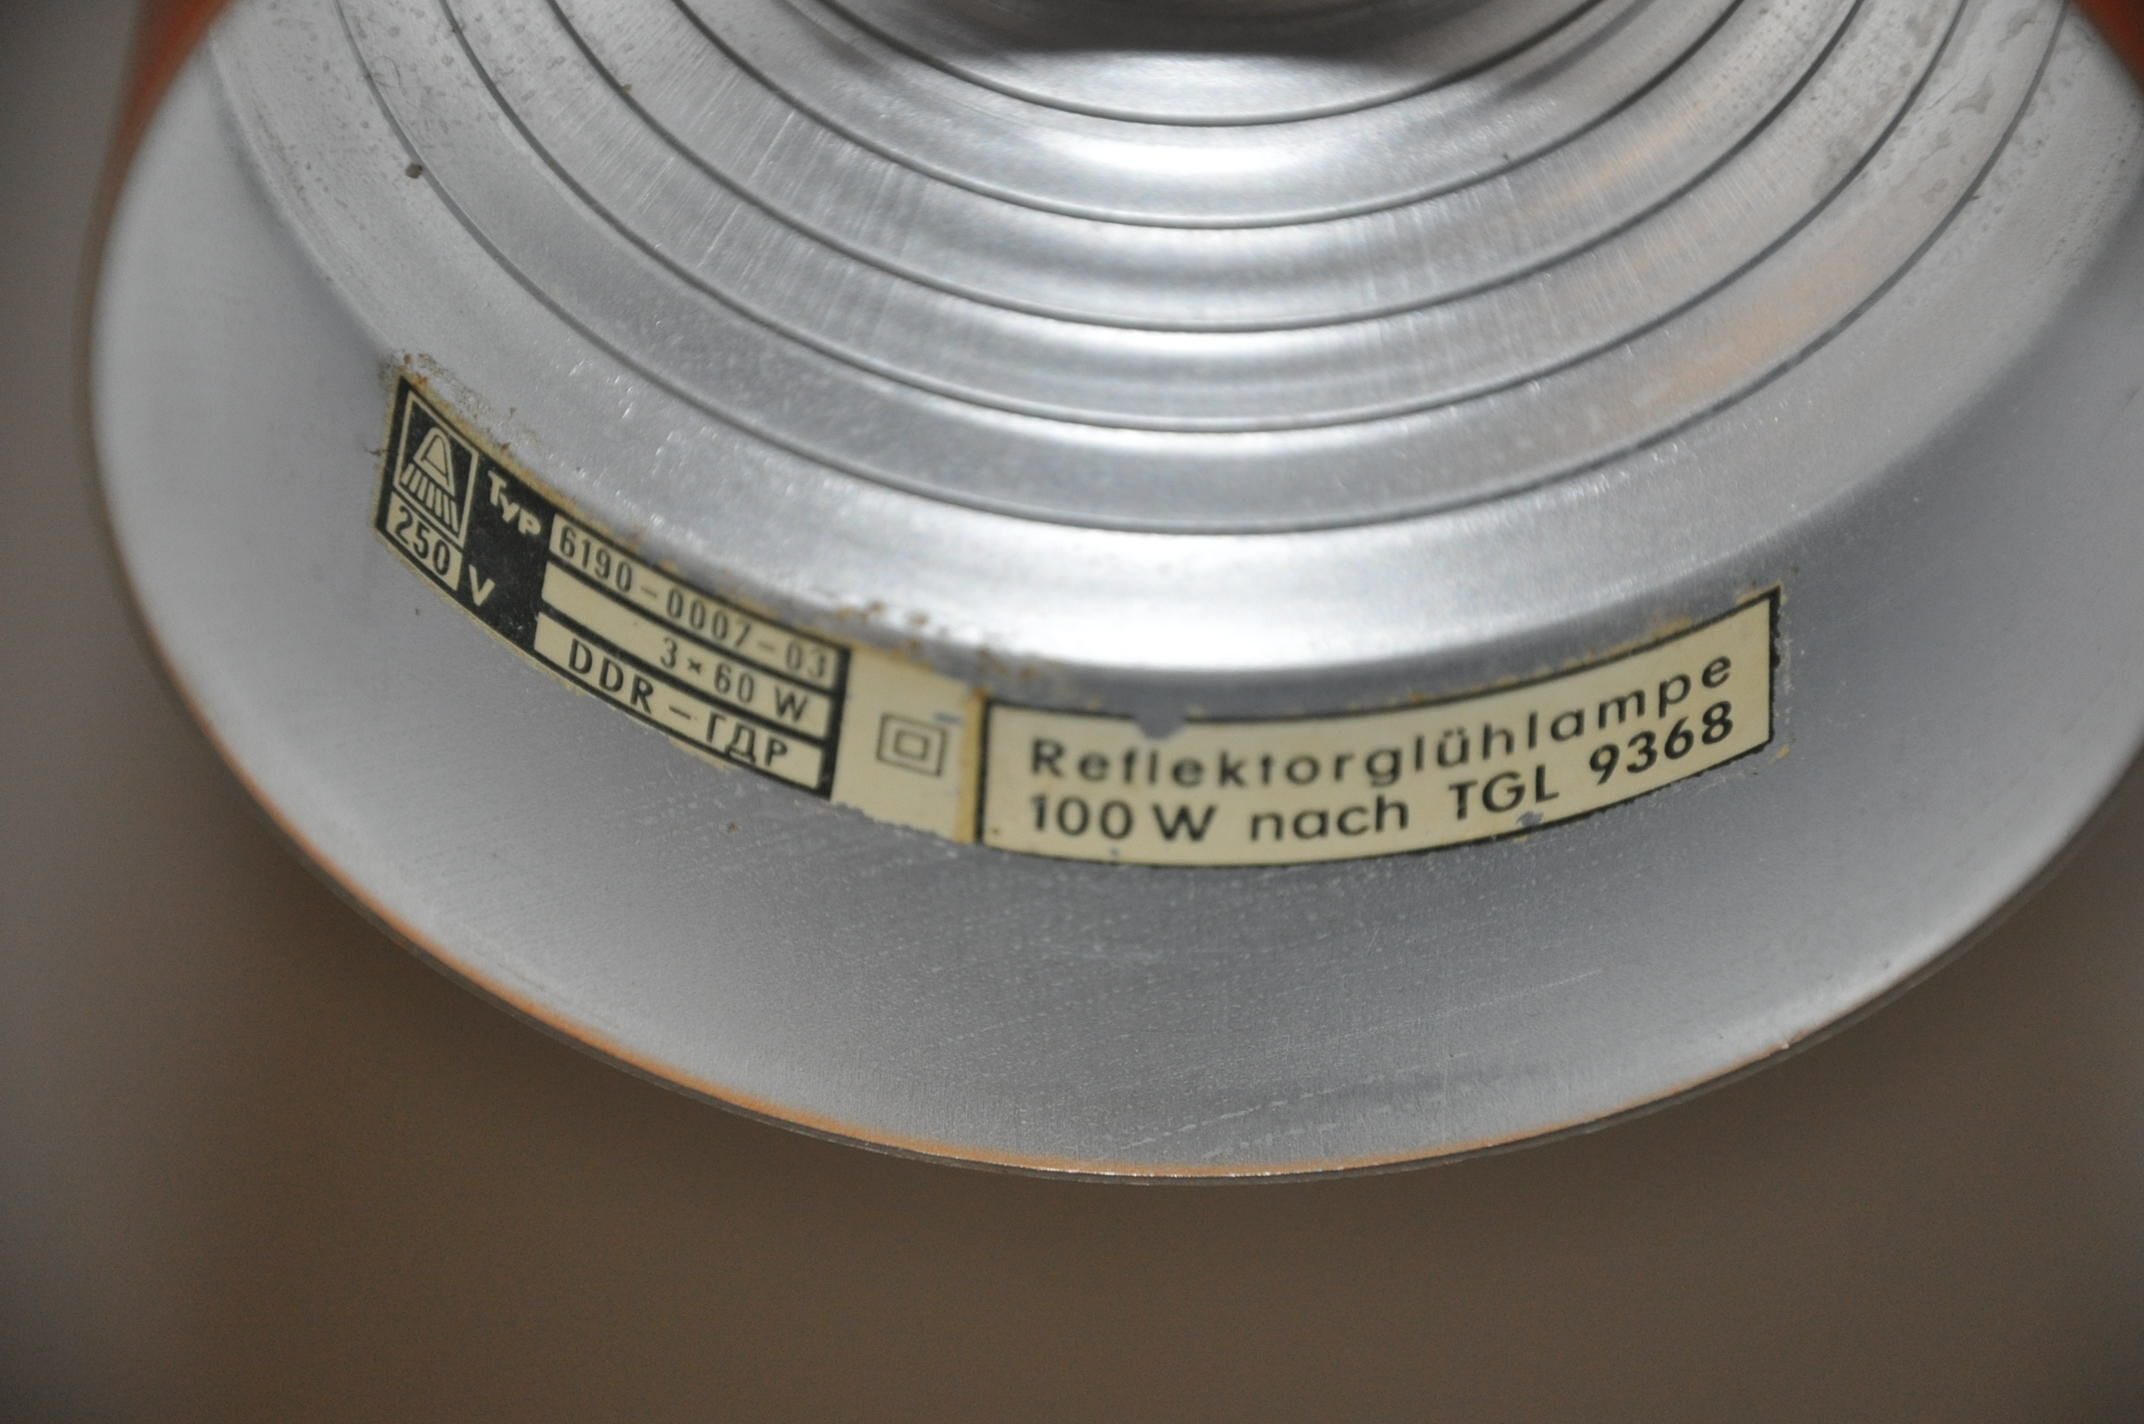 Typ 6190-0007-03
250 V
3×60 W
DDR-ГДР
Reflektorglühlampe
100 W nach TGL 9368